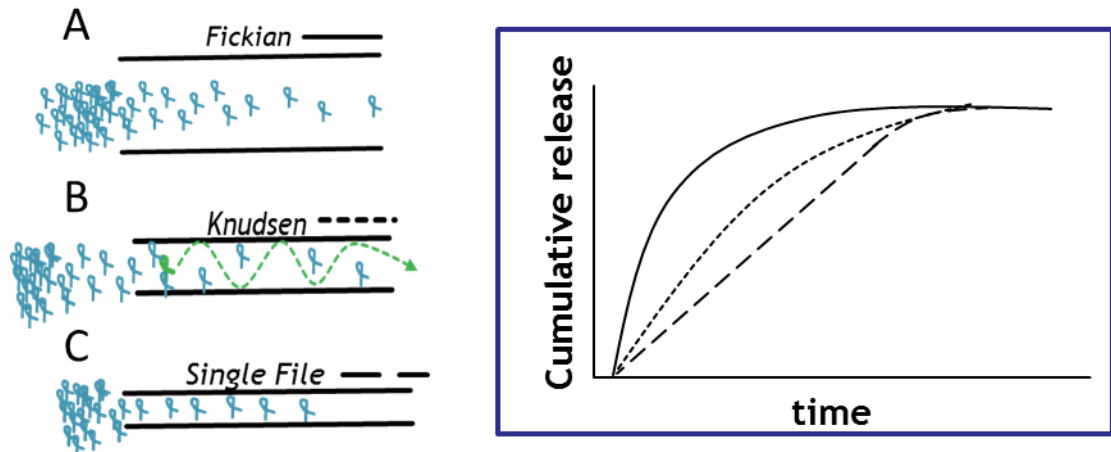 A
Fickian
B
Knudsen
C
Single File
Cumulative release
time